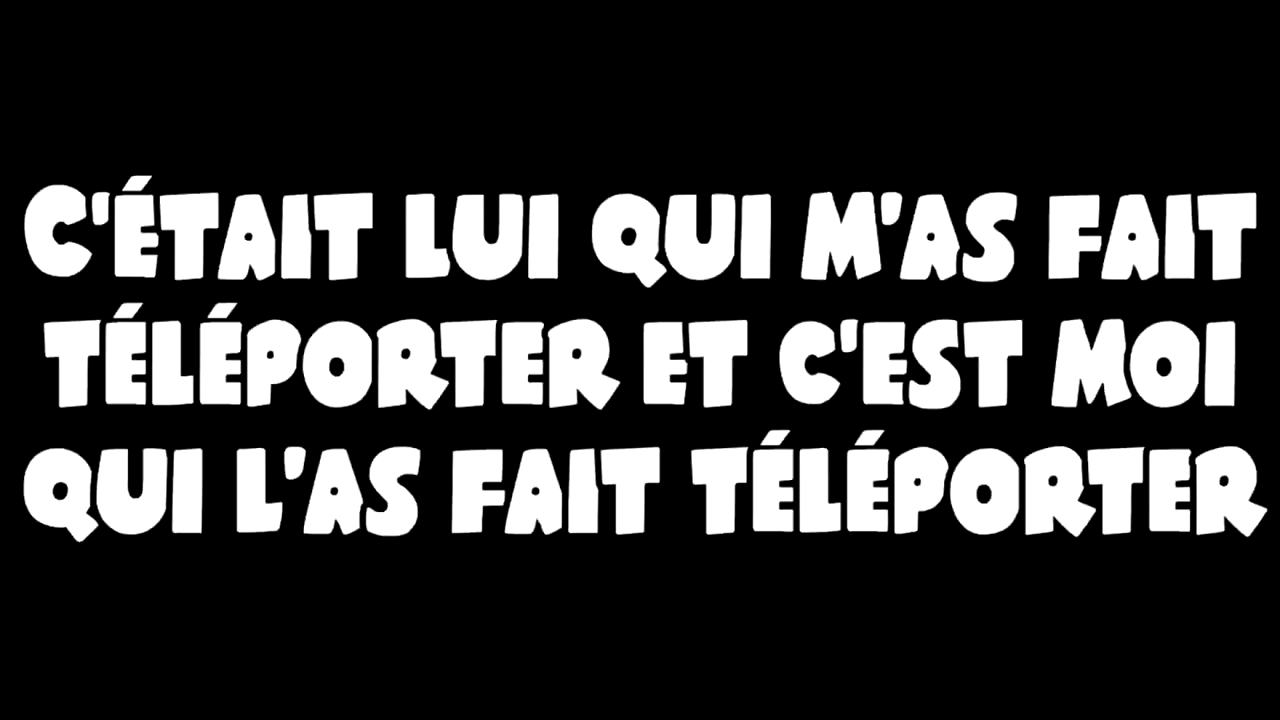 C'ÉTAIT LUI QUI M'AS FAIT
TÉLÉPORTER ET C'EST MOI
QUI L'AS FAIT TÉLÉPORTER